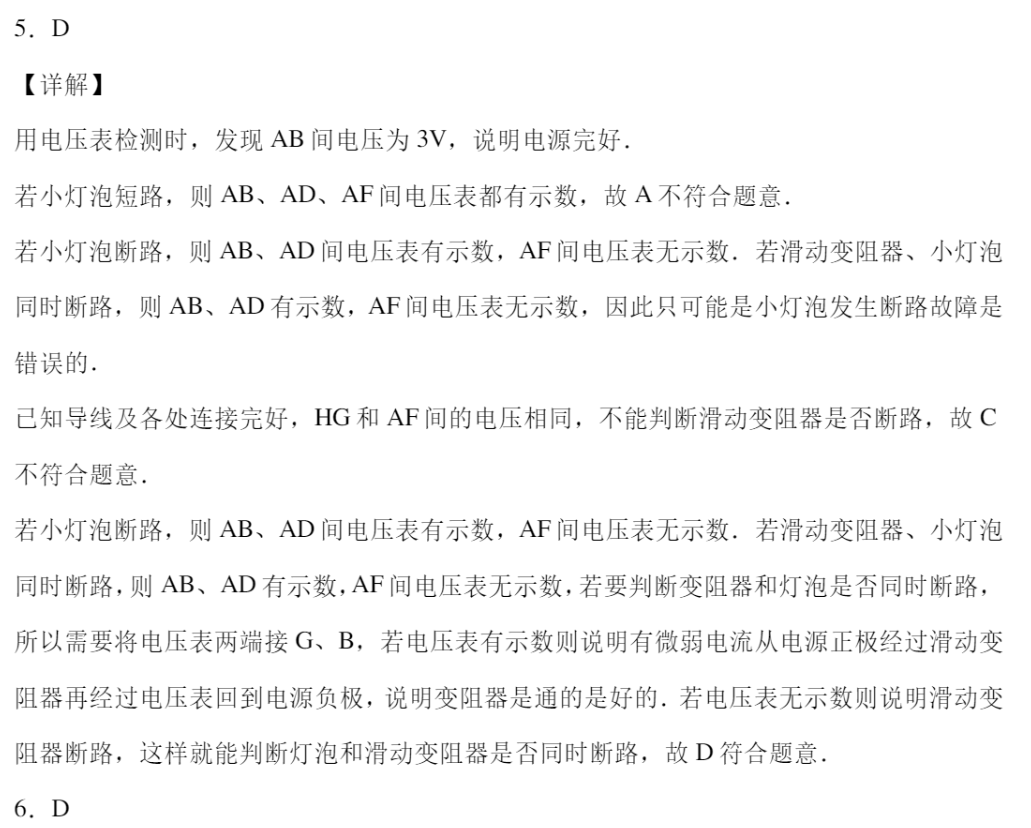 5．D
【详解】
用电压表检测时，发现 AB 间电压为 3V，说明电源完好．
若小灯泡短路，则 AB、AD、AF 间电压表都有示数，故 A 不符合题意．
若小灯泡断路，则 AB、AD 间电压表有示数，AF 间电压表无示数．若滑动变阻器、小灯泡
同时断路，则 AB、AD 有示数，AF 间电压表无示数，因此只可能是小灯泡发生断路故障是
错误的．
已知导线及各处连接完好，HG 和 AF 间的电压相同，不能判断滑动变阻器是否断路，故 C
不符合题意．
若小灯泡断路，则 AB、AD 间电压表有示数，AF 间电压表无示数．若滑动变阻器、小灯泡
同时断路，则 AB、AD 有示数，AF 间电压表无示数，若要判断变阻器和灯泡是否同时断路，
所以需要将电压表两端接 G、B，若电压表有示数则说明有微弱电流从电源正极经过滑动变
阻器再经过电压表回到电源负极，说明变阻器是通的是好的．若电压表无示数则说明滑动变
阻器断路，这样就能判断灯泡和滑动变阻器是否同时断路，故 D 符合题意．
6．D